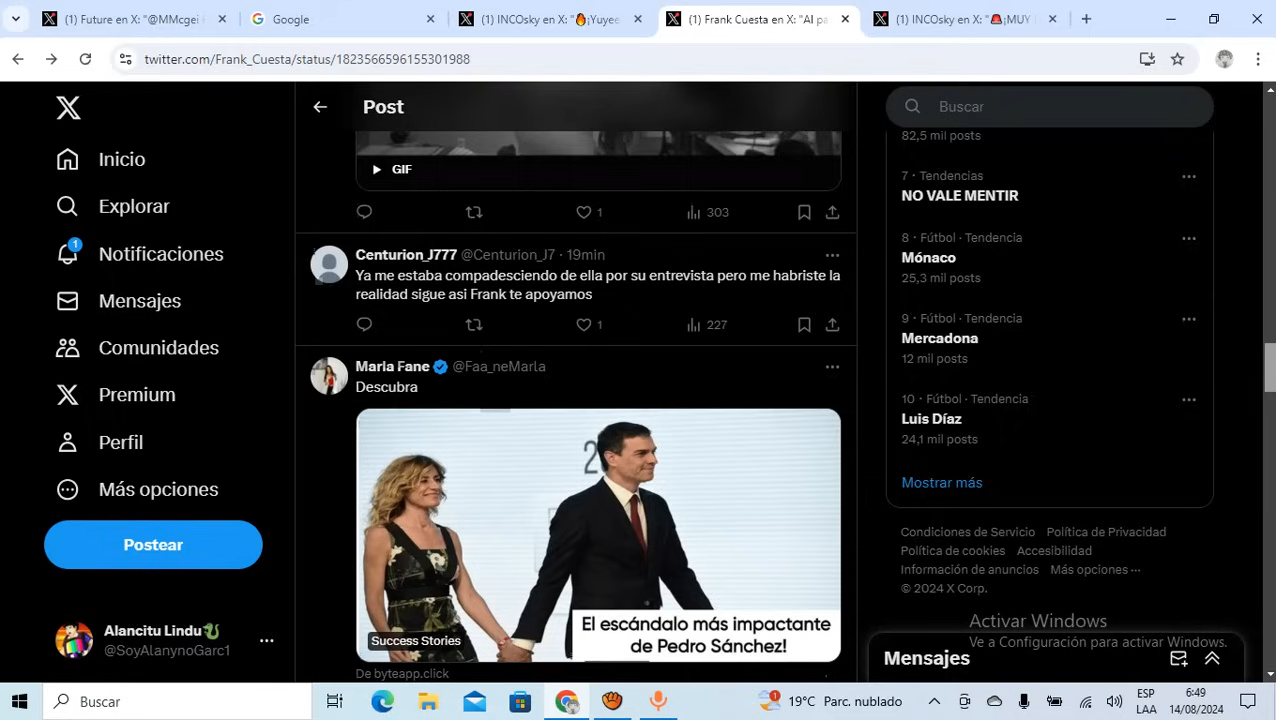 (1) Future en X: "@MMcgei F
Google
(1) INCOsky en X: "🔥¡Yuyee
(1) Frank Cuesta en X: "Al pa
(1) INCOsky en X: "🚨¡MUY
twitter.com/Frank_Cuesta/status/1823566596155301988
Inicio
Explorar
1
Notificaciones
Mensajes
Comunidades
Premium
Perfil
Más opciones
Postear
Alancitu Lindu🐉
@SoyAlanynoGarc1
Post
GIF
1
303
Centurion_J777 @Centurion_J7 · 19min
Ya me estaba compadesciendo de ella por su entrevista pero me habriste la
realidad sigue asi Frank te apoyamos
1
227
Marla Fane @Faa_neMarla
Descubra
2
Success Stories
El escándalo más impactante
de Pedro Sánchez!
De byteapp.click
Buscar
82,5 mil posts
7 · Tendencias
NO VALE MENTIR
8 · Fútbol · Tendencia
Mónaco
25,3 mil posts
9 · Fútbol · Tendencia
Mercadona
12 mil posts
10 · Fútbol · Tendencia
Luis Díaz
24,1 mil posts
Mostrar más
Condiciones de Servicio Política de Privacidad
Política de cookies Accesibilidad
Información de anuncios Más opciones ···
© 2024 X Corp.
Activar Windows
Ve a Configuración para activar Windows.
Mensajes
Buscar
1
19°C Parc. nublado
ESP
LAA
6:49
14/08/2024